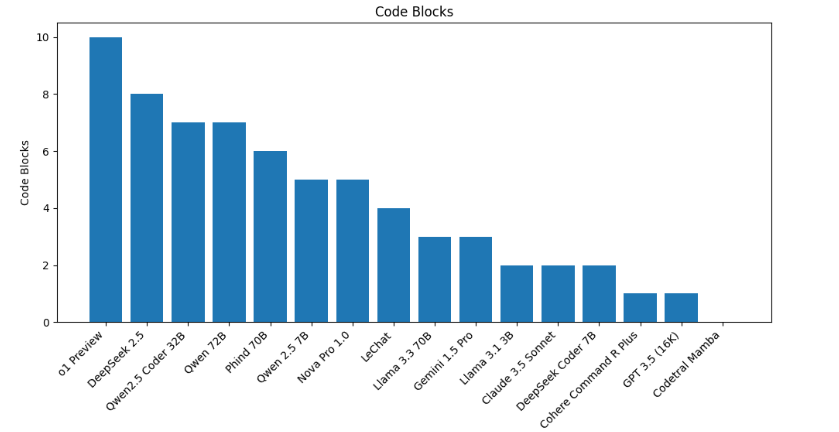 Code Blocks
Code Blocks
10
8
6
4
2
0
o1 Preview
DeepSeek 2.5
Qwen2.5 Coder 32B
Qwen 72B
Phind 70B
Qwen 2.5 7B
Nova Pro 1.0
LeChat
Llama 3.3 70B
Gemini 1.5 Pro
Llama 3.1 3B
Claude 3.5 Sonnet
DeepSeek Coder 7B
Cohere Command R Plus
GPT 3.5 (16K)
Codetral Mamba